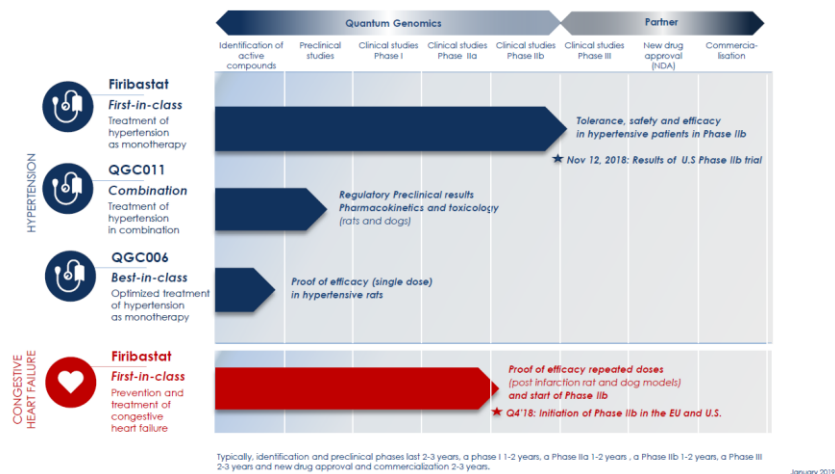 Quantum Genomics
Partner
Identification of
active
compounds
Preclinical
studies
Clinical studies
Phase I
Clinical studies
Phase IIa
Clinical studies
Phase IIb
Clinical studies
Phase III
New drug
approval
(NDA)
Commercia-
lisation
HYPERTENSION
Firibastat
First-in-class
Treatment of
hypertension
as monotherapy
Tolerance, safety and efficacy
in hypertensive patients in Phase IIb
Nov 12, 2018: Results of U.S Phase IIb trial
QGC011
Combination
Treatment of
hypertension
in combination
Regulatory Preclinical results
Pharmacokinetics and toxicology
(rats and dogs)
QGC006
Best-in-class
Optimized treatment
of hypertension
as monotherapy
Proof of efficacy (single dose)
in hypertensive rats
CONGESTIVE
HEART FAILURE
Firibastat
First-in-class
Prevention and
treatment of
congestive
heart failure
Proof of efficacy repeated doses
(post infarction rat and dog models)
and start of Phase IIb
Q4'18: Initiation of Phase IIb in the EU and U.S.
Typically, identification and preclinical phases last 2-3 years, a phase I 1-2 years, a Phase IIa 1-2 years , a Phase IIb 1-2 years, a Phase III
2-3 years and new drug approval and commercialization 2-3 years.
January 2019